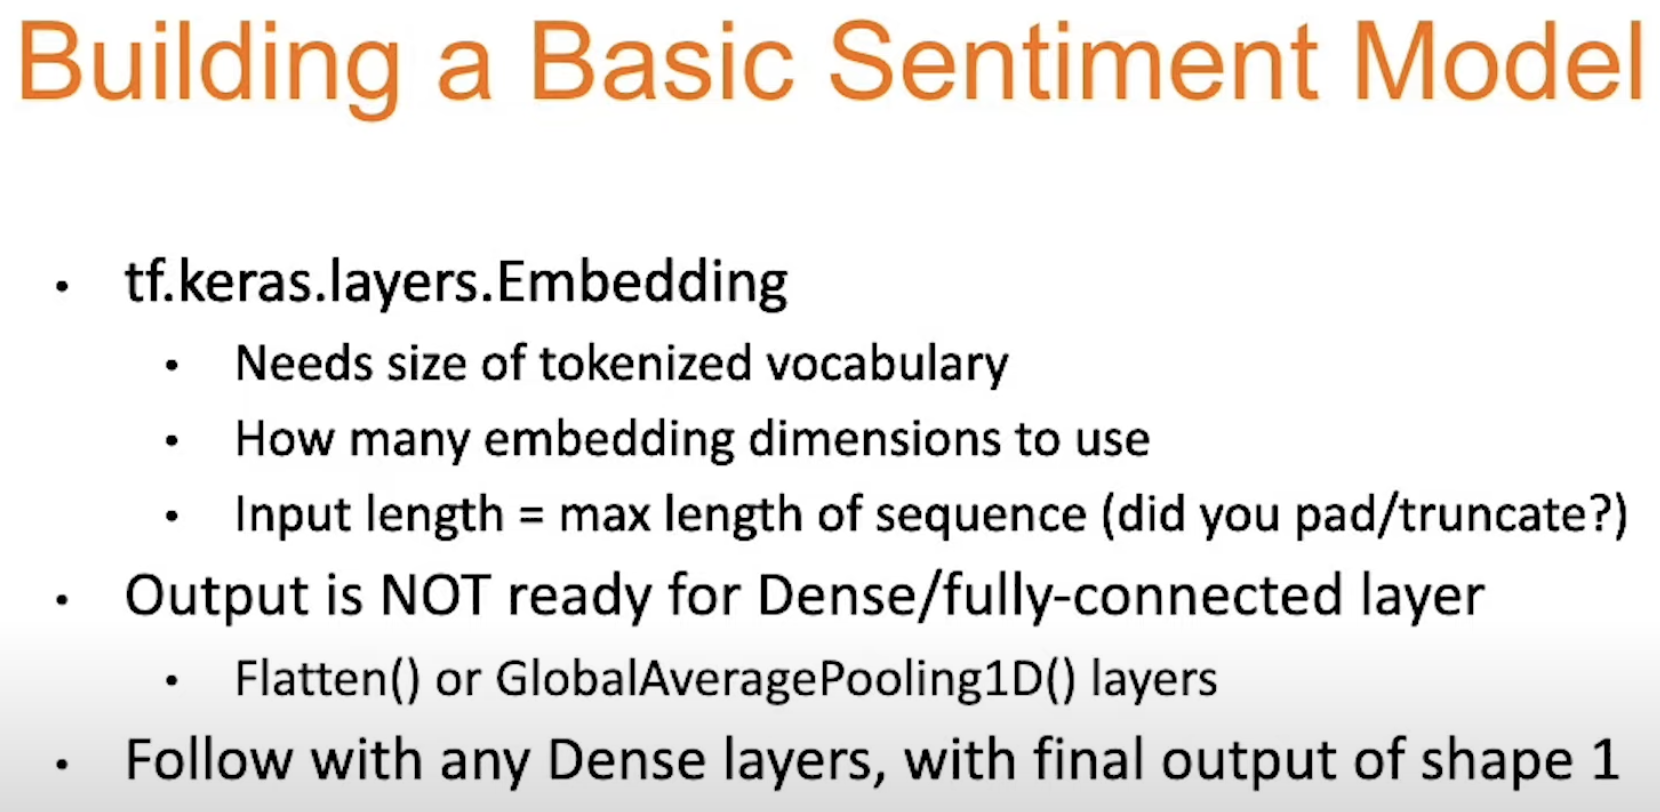 Building a Basic Sentiment Model
• tf.keras.layers.Embedding
• Needs size of tokenized vocabulary
• How many embedding dimensions to use
• Input length = max length of sequence (did you pad/truncate?)
• Output is NOT ready for Dense/fully-connected layer
• Flatten() or GlobalAveragePooling1D() layers
• Follow with any Dense layers, with final output of shape 1